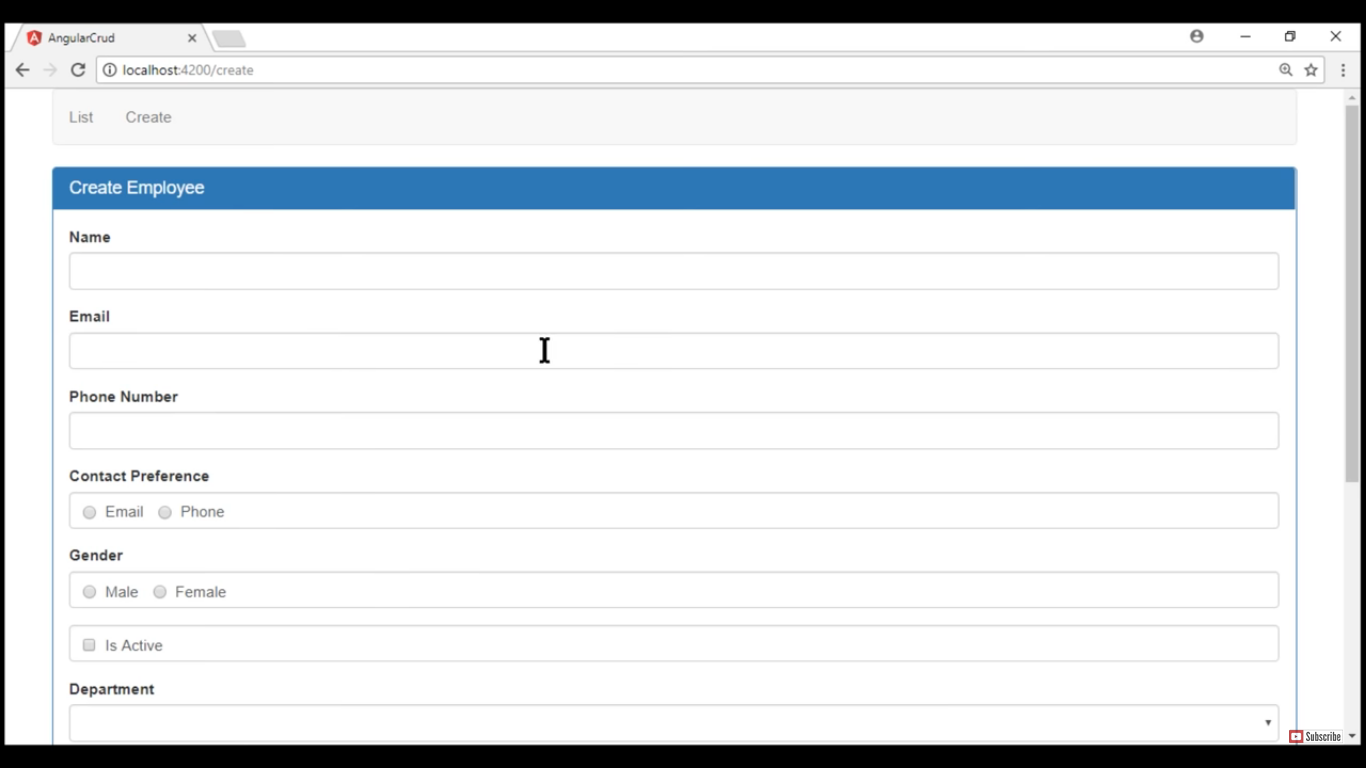 AngularCrud
localhost:4200/create
List Create
Create Employee
Name
Email
Phone Number
Contact Preference
Email Phone
Gender
Male Female
Is Active
Department
Subscribe